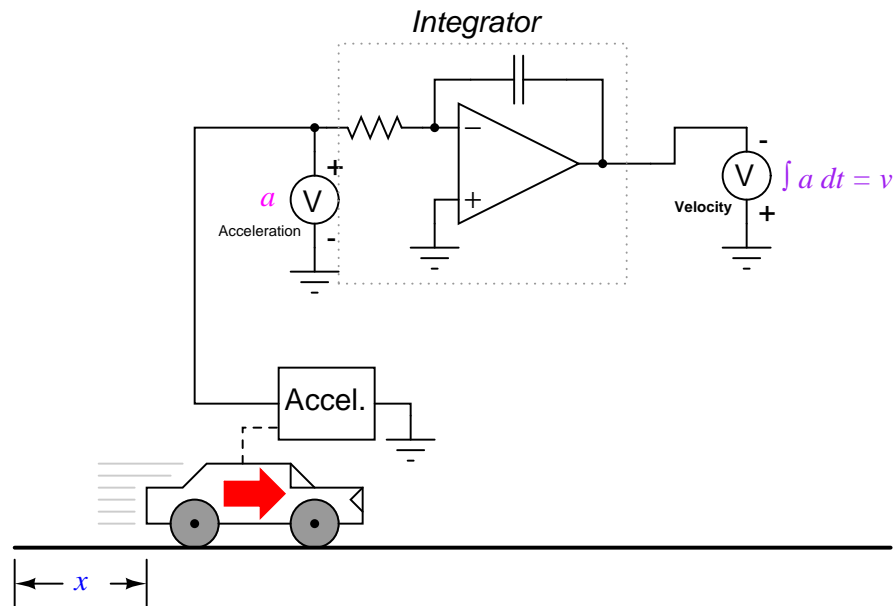 Integrator
−
+
+
V
-
a
Acceleration
-
V
+
Velocity
∫ a dt = v
Accel.
x